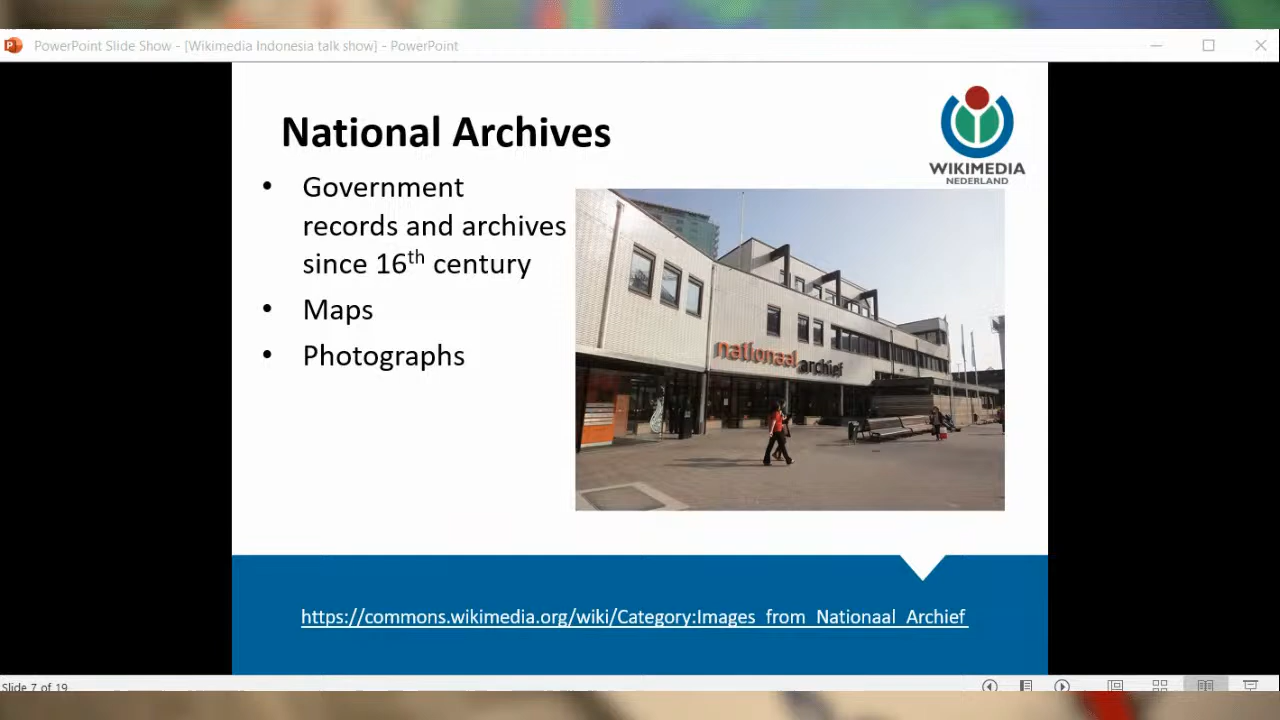 PowerPoint Slide Show - [Wikimedia Indonesia talk show] - PowerPoint
National Archives
WIKIMEDIA
NEDERLAND
• Government
records and archives
since 16th century
• Maps
• Photographs
nationaal archief
https://commons.wikimedia.org/wiki/Category:Images_from_Nationaal_Archief
Slide 7 of 19